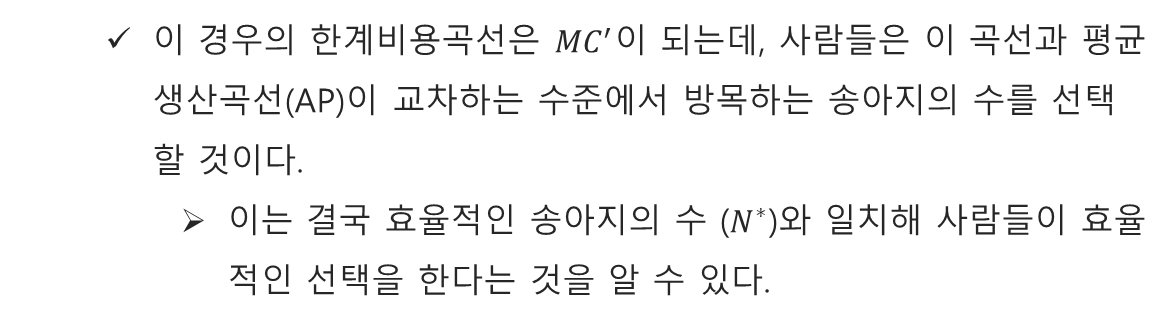 ✓ 이 경우의 한계비용곡선은 MC′이 되는데, 사람들은 이 곡선과 평균
생산곡선(AP)이 교차하는 수준에서 방목하는 송아지의 수를 선택
할 것이다.
➢ 이는 결국 효율적인 송아지의 수 (N*)와 일치해 사람들이 효율
적인 선택을 한다는 것을 알 수 있다.